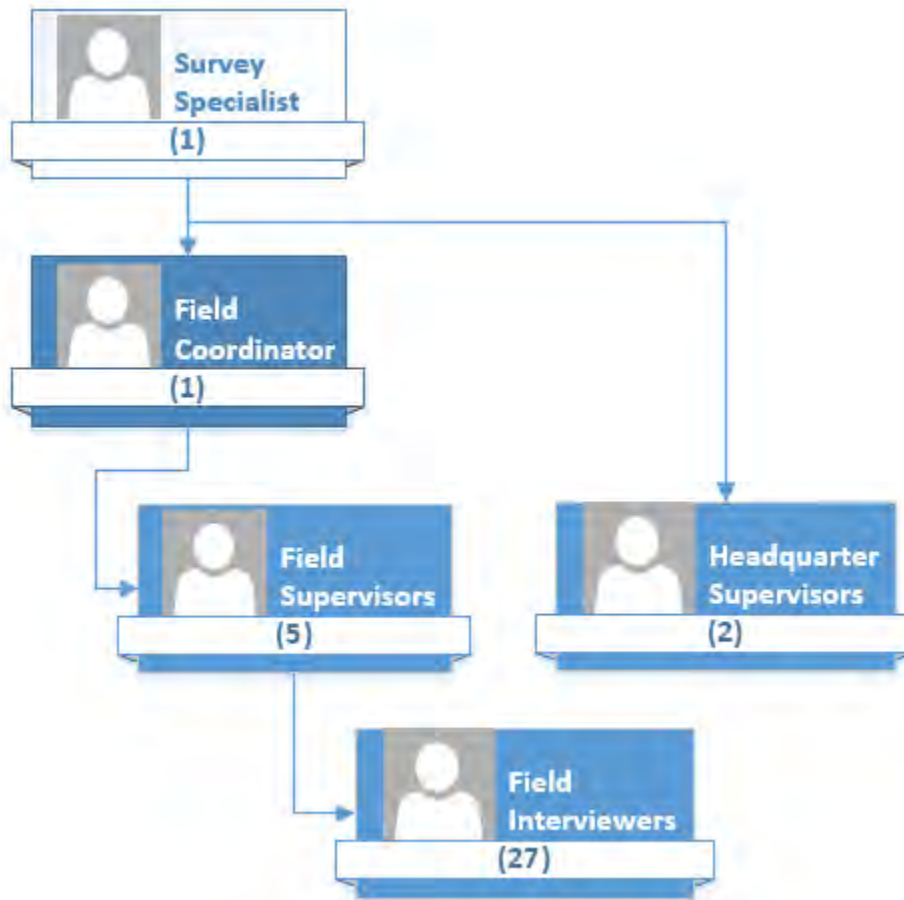 Survey
Specialist
(1)
Field
Coordinator
(1)
Field
Supervisors
(5)
Headquarter
Supervisors
(2)
Field
Interviewers
(27)